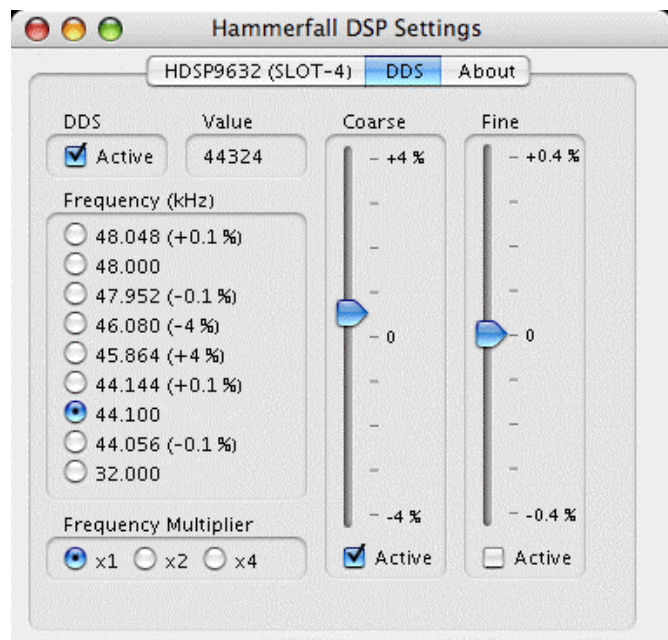 Hammerfall DSP Settings
HDSP9632 (SLOT-4) DDS About
DDS Value Coarse Fine
Active 44324
+4 % +0.4 %
Frequency (kHz)
48.048 (+0.1 %)
48.000
47.952 (-0.1 %)
46.080 (-4 %)
0 0
45.864 (+4 %)
44.144 (+0.1 %)
44.100
44.056 (-0.1 %)
32.000
-4 % -0.4 %
Frequency Multiplier
x1 x2 x4 Active Active